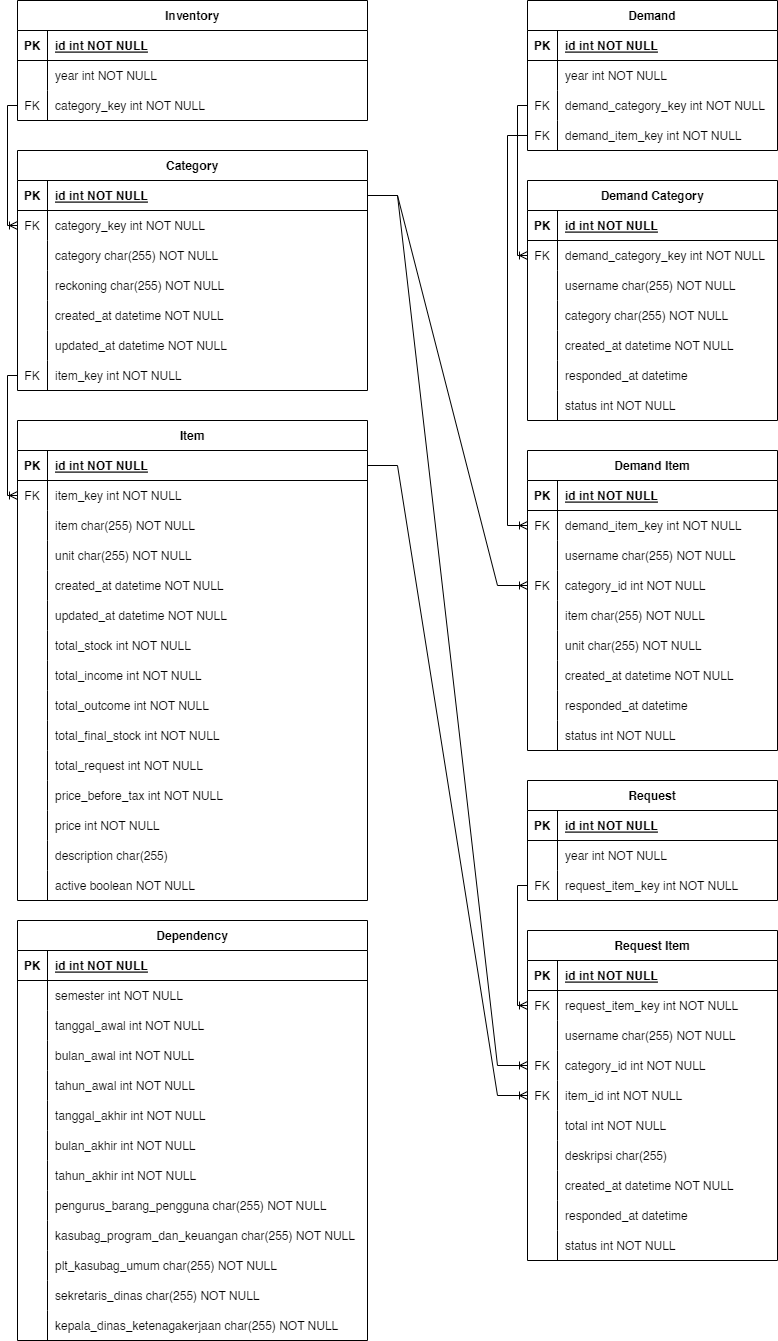 Inventory
PK id int NOT NULL
year int NOT NULL
FK category_key int NOT NULL
Category
PK id int NOT NULL
FK category_key int NOT NULL
category char(255) NOT NULL
reckoning char(255) NOT NULL
created_at datetime NOT NULL
updated_at datetime NOT NULL
FK item_key int NOT NULL
Item
PK id int NOT NULL
FK item_key int NOT NULL
item char(255) NOT NULL
unit char(255) NOT NULL
created_at datetime NOT NULL
updated_at datetime NOT NULL
total_stock int NOT NULL
total_income int NOT NULL
total_outcome int NOT NULL
total_final_stock int NOT NULL
total_request int NOT NULL
price_before_tax int NOT NULL
price int NOT NULL
description char(255)
active boolean NOT NULL
Dependency
PK id int NOT NULL
semester int NOT NULL
tanggal_awal int NOT NULL
bulan_awal int NOT NULL
tahun_awal int NOT NULL
tanggal_akhir int NOT NULL
bulan_akhir int NOT NULL
tahun_akhir int NOT NULL
pengurus_barang_pengguna char(255) NOT NULL
kasubag_program_dan_keuangan char(255) NOT NULL
plt_kasubag_umum char(255) NOT NULL
sekretaris_dinas char(255) NOT NULL
kepala_dinas_ketenagakerjaan char(255) NOT NULL
Demand
PK id int NOT NULL
year int NOT NULL
FK demand_category_key int NOT NULL
FK demand_item_key int NOT NULL
Demand Category
PK id int NOT NULL
FK demand_category_key int NOT NULL
username char(255) NOT NULL
category char(255) NOT NULL
created_at datetime NOT NULL
responded_at datetime
status int NOT NULL
Demand Item
PK id int NOT NULL
FK demand_item_key int NOT NULL
username char(255) NOT NULL
FK category_id int NOT NULL
item char(255) NOT NULL
unit char(255) NOT NULL
created_at datetime NOT NULL
responded_at datetime
status int NOT NULL
Request
PK id int NOT NULL
year int NOT NULL
FK request_item_key int NOT NULL
Request Item
PK id int NOT NULL
FK request_item_key int NOT NULL
username char(255) NOT NULL
FK category_id int NOT NULL
FK item_id int NOT NULL
total int NOT NULL
deskripsi char(255)
created_at datetime NOT NULL
responded_at datetime
status int NOT NULL